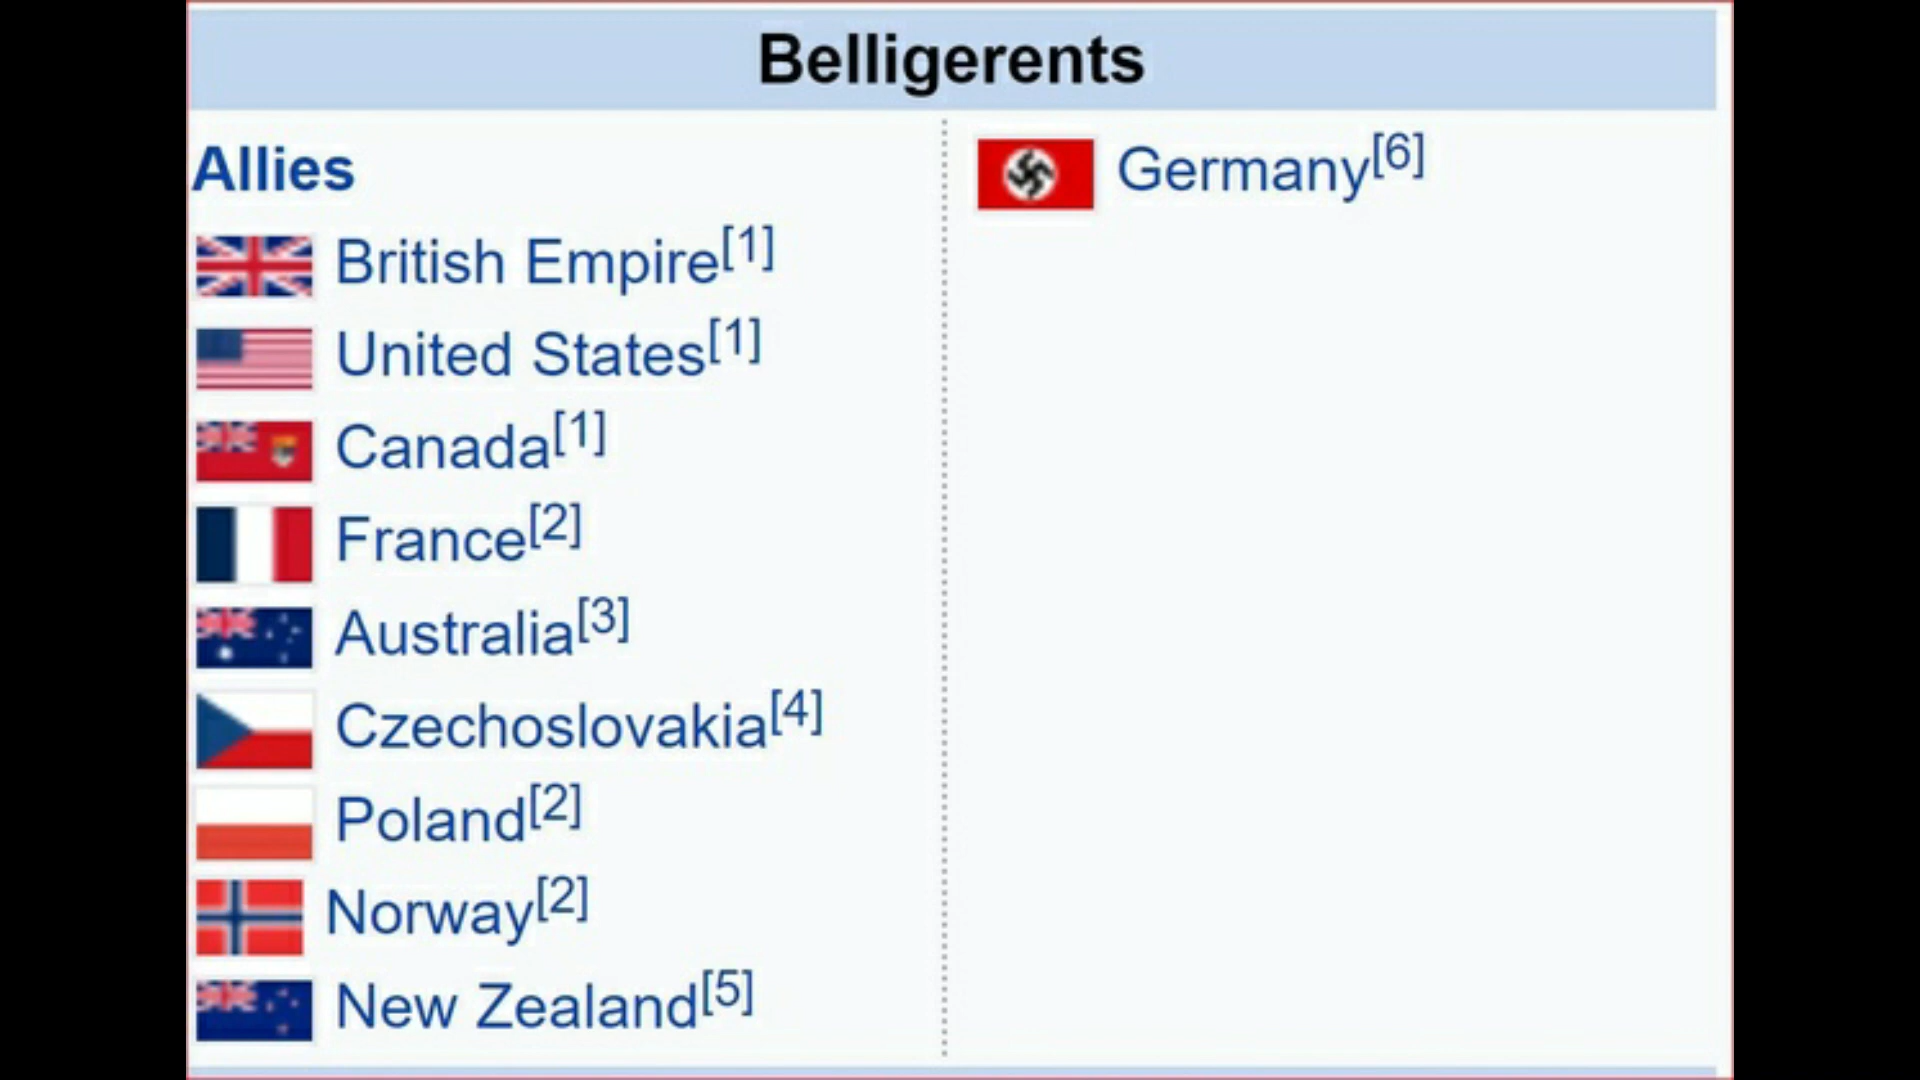 Belligerents
Allies
British Empire[1]
United States[1]
Canada[1]
France[2]
Australia[3]
Czechoslovakia[4]
Poland[2]
Norway[2]
New Zealand[5]
Germany[6]